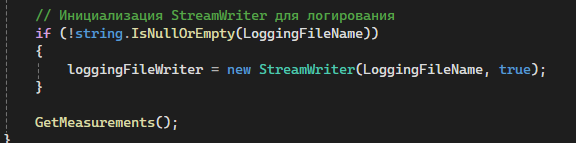 // Инициализация StreamWriter для логирования
if (!string.IsNullOrEmpty(LoggingFileName))
{
loggingFileWriter = new StreamWriter(LoggingFileName, true);
}
GetMeasurements();
}